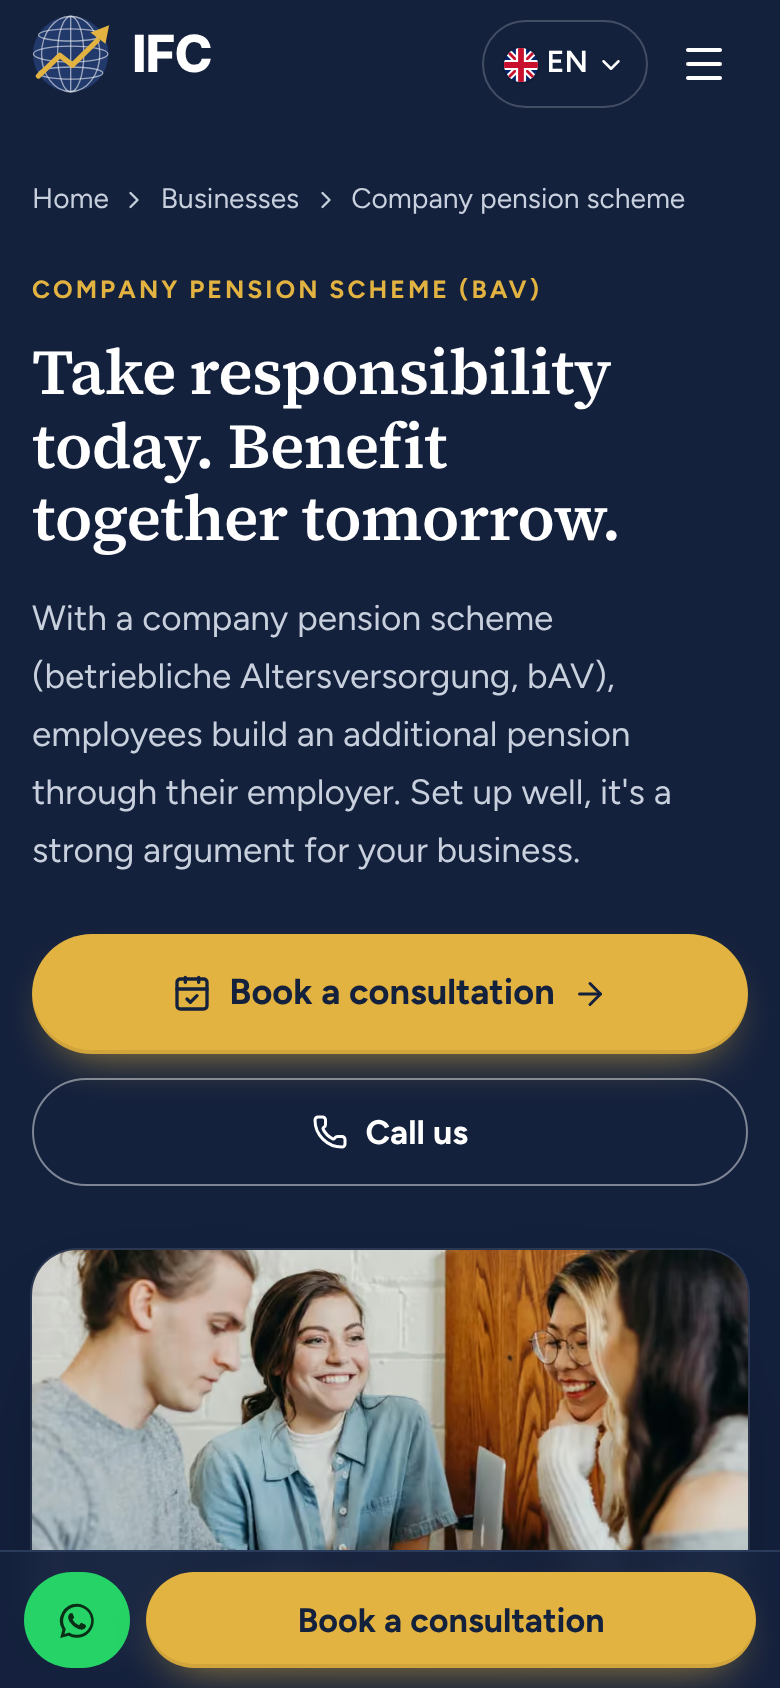 IFC
EN
Home > Businesses > Company pension scheme
COMPANY PENSION SCHEME (BAV)
Take responsibility
today. Benefit
together tomorrow.
With a company pension scheme
(betriebliche Altersversorgung, bAV),
employees build an additional pension
through their employer. Set up well, it's a
strong argument for your business.
Book a consultation →
Call us
Book a consultation